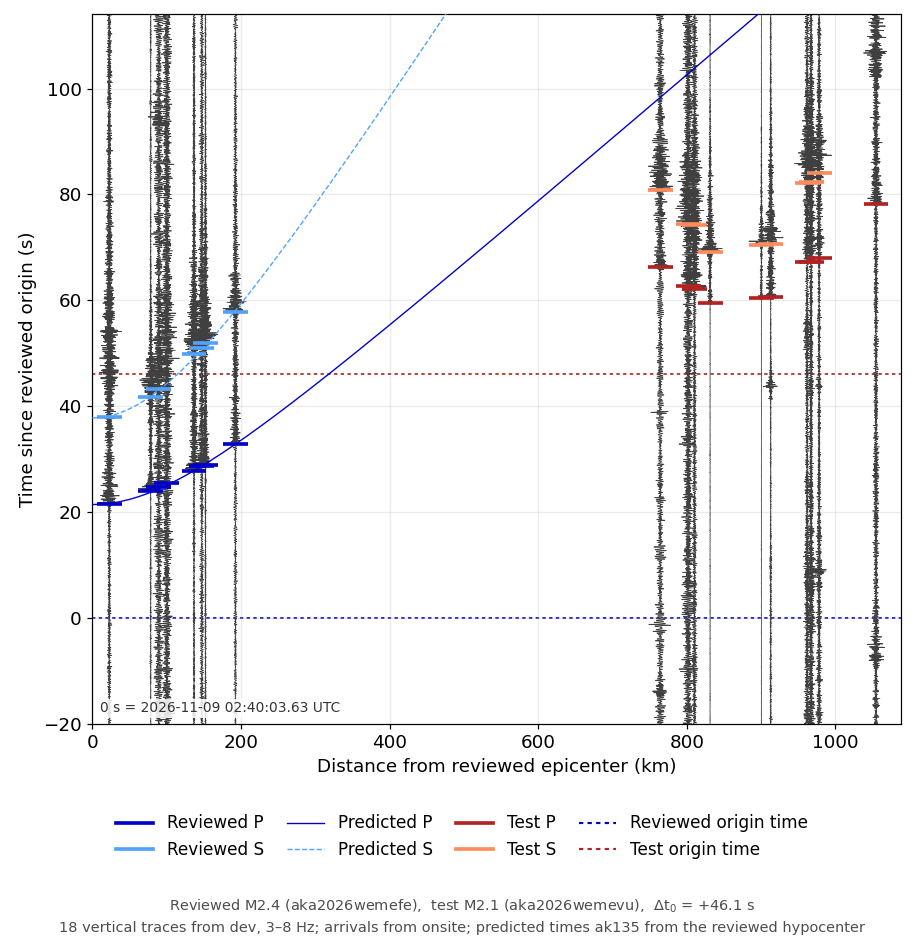 100
80
60
40
20
0
−20
Time since reviewed origin (s)
0 s = 2026-11-09 02:40:03.63 UTC
0 200 400 600 800 1000
Distance from reviewed epicenter (km)
Reviewed P Predicted P Test P Reviewed origin time
Reviewed S Predicted S Test S Test origin time
Reviewed M2.4 (aka2026wemefe), test M2.1 (aka2026wemevu), Δt₀ = +46.1 s
18 vertical traces from dev, 3–8 Hz; arrivals from onsite; predicted times ak135 from the reviewed hypocenter